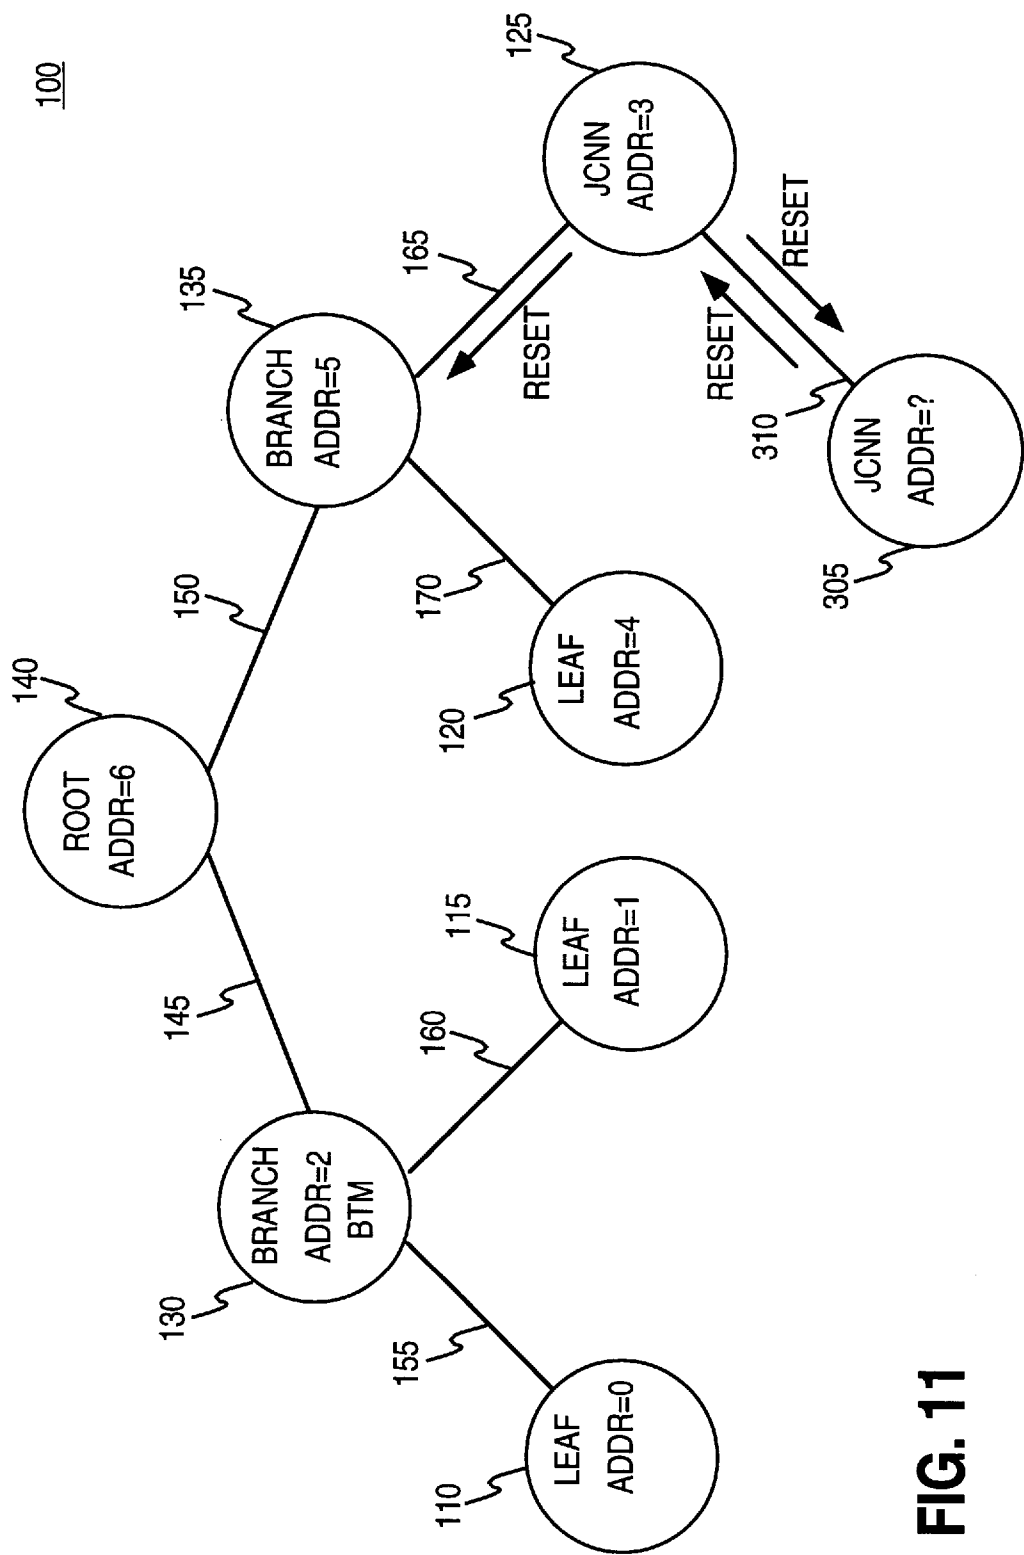 100
140
ROOT
ADDR=6
145
150
130
BRANCH
ADDR=2
BTM
135
BRANCH
ADDR=5
155
160
170
165
RESET
110
LEAF
ADDR=0
115
LEAF
ADDR=1
120
LEAF
ADDR=4
125
JCNN
ADDR=3
RESET
RESET
310
305
JCNN
ADDR=?
FIG. 11